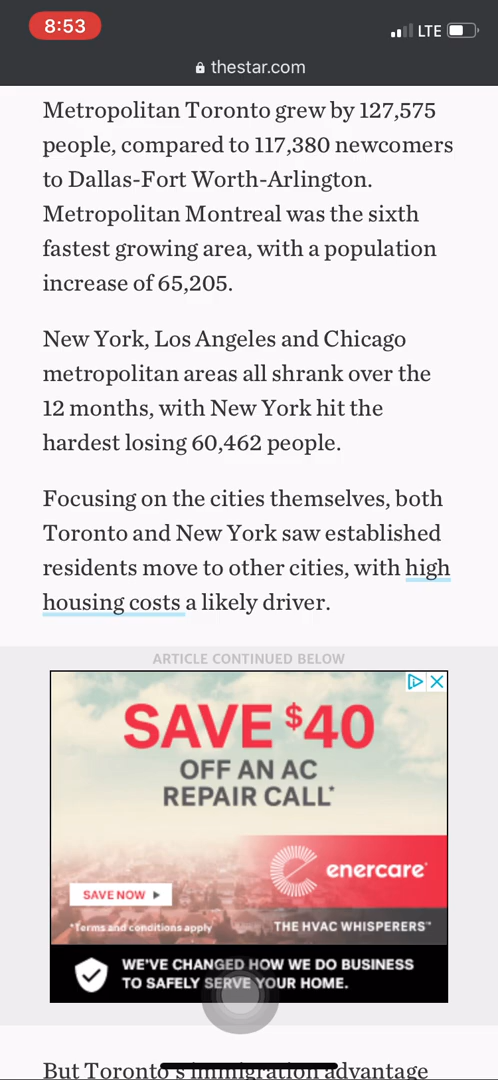 8:53
LTE
thestar.com
Metropolitan Toronto grew by 127,575
people, compared to 117,380 newcomers
to Dallas-Fort Worth-Arlington.
Metropolitan Montreal was the sixth
fastest growing area, with a population
increase of 65,205.
New York, Los Angeles and Chicago
metropolitan areas all shrank over the
12 months, with New York hit the
hardest losing 60,462 people.
Focusing on the cities themselves, both
Toronto and New York saw established
residents move to other cities, with high
housing costs a likely driver.
ARTICLE CONTINUED BELOW
SAVE $40
OFF AN AC
REPAIR CALL*
enercare®
SAVE NOW
*Terms and conditions apply
THE HVAC WHISPERERS™
WE'VE CHANGED HOW WE DO BUSINESS
TO SAFELY SERVE YOUR HOME.
But Toronto's immigration advantage